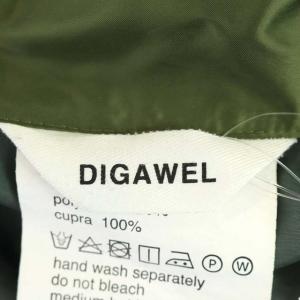 DIGAWEL
cupra 100%
hand wash separately
do not bleach